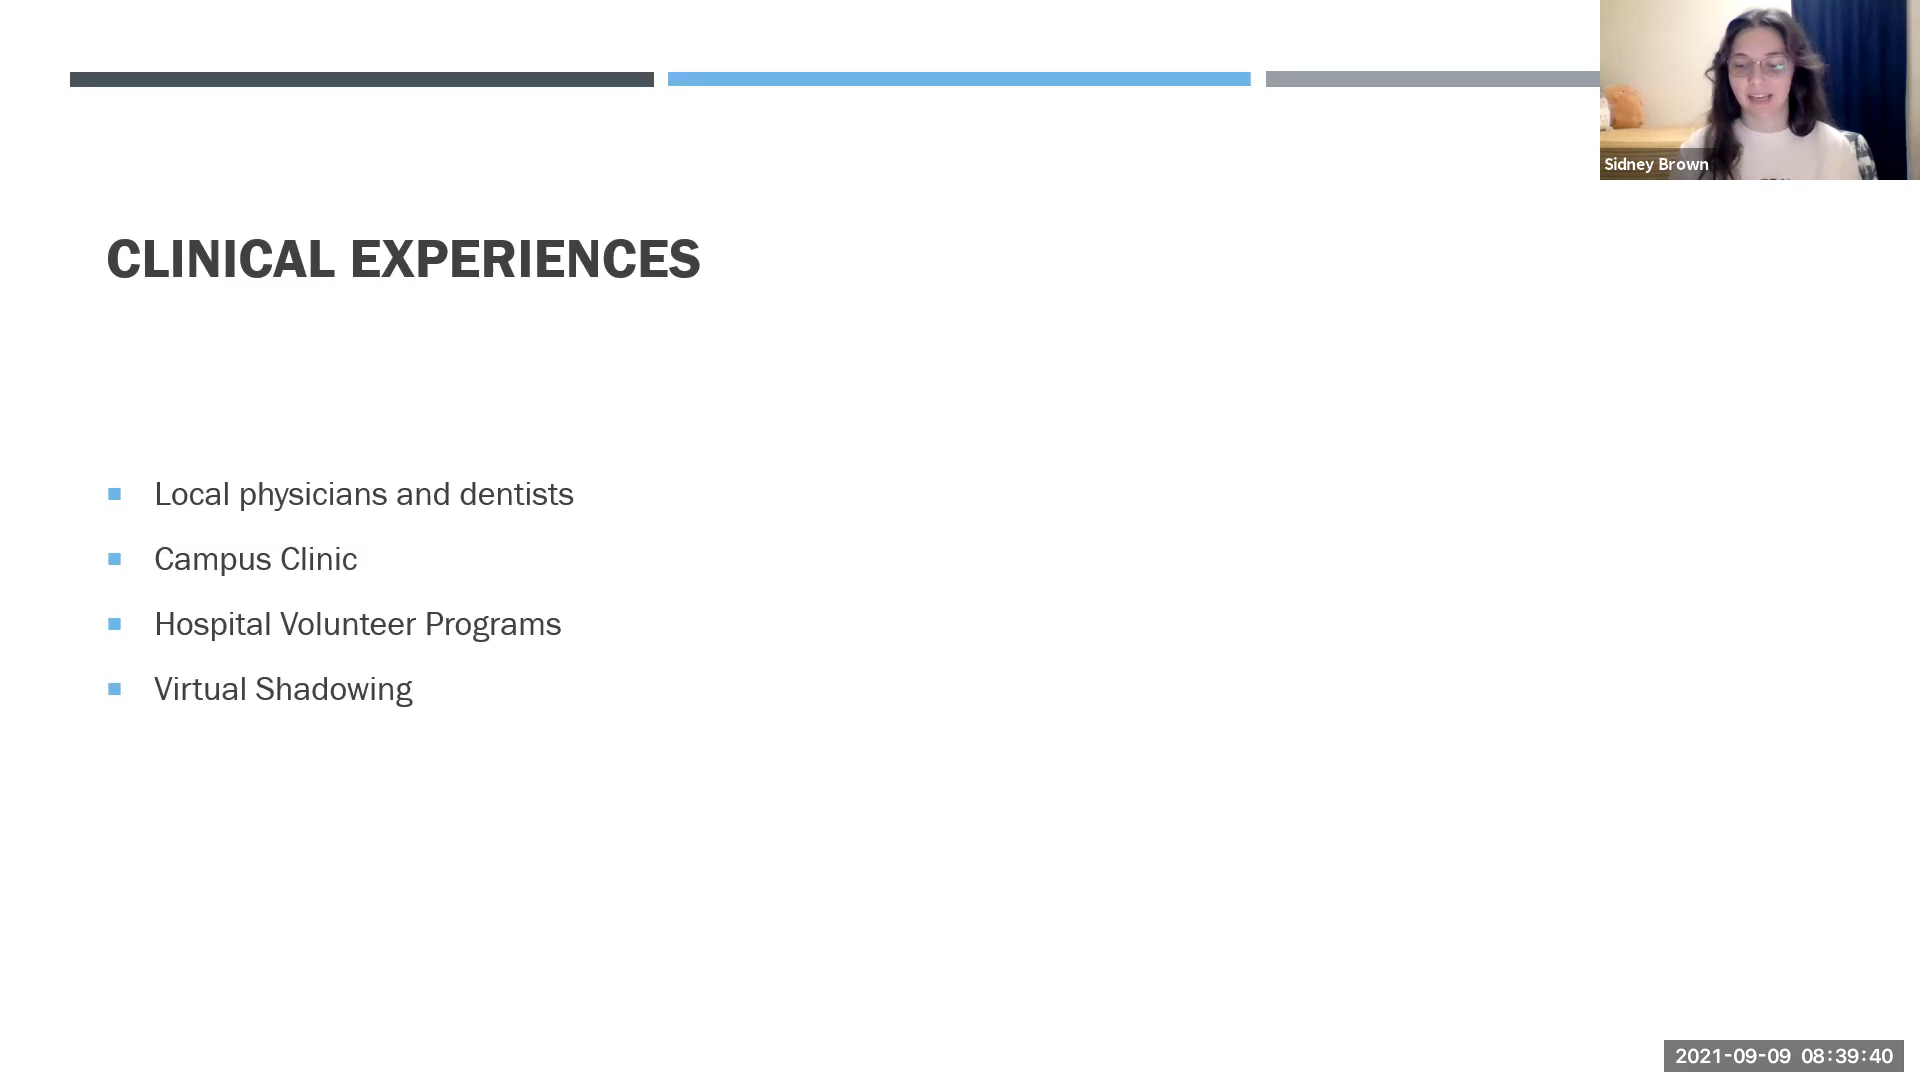 Sidney Brown
CLINICAL EXPERIENCES
Local physicians and dentists
Campus Clinic
Hospital Volunteer Programs
Virtual Shadowing
2021-09-09 08:39:40